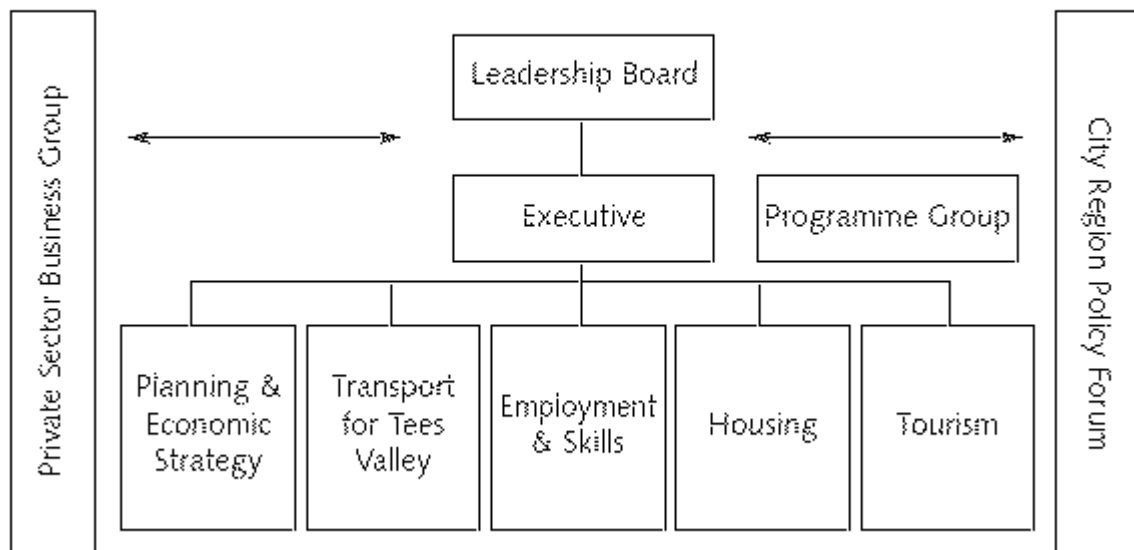 Private Sector Business Group
Leadership Board
Executive
Programme Group
Planning &
Economic
Strategy
Transport
for Tees
Valley
Employment
& Skills
Housing
Tourism
City Region Policy Forum